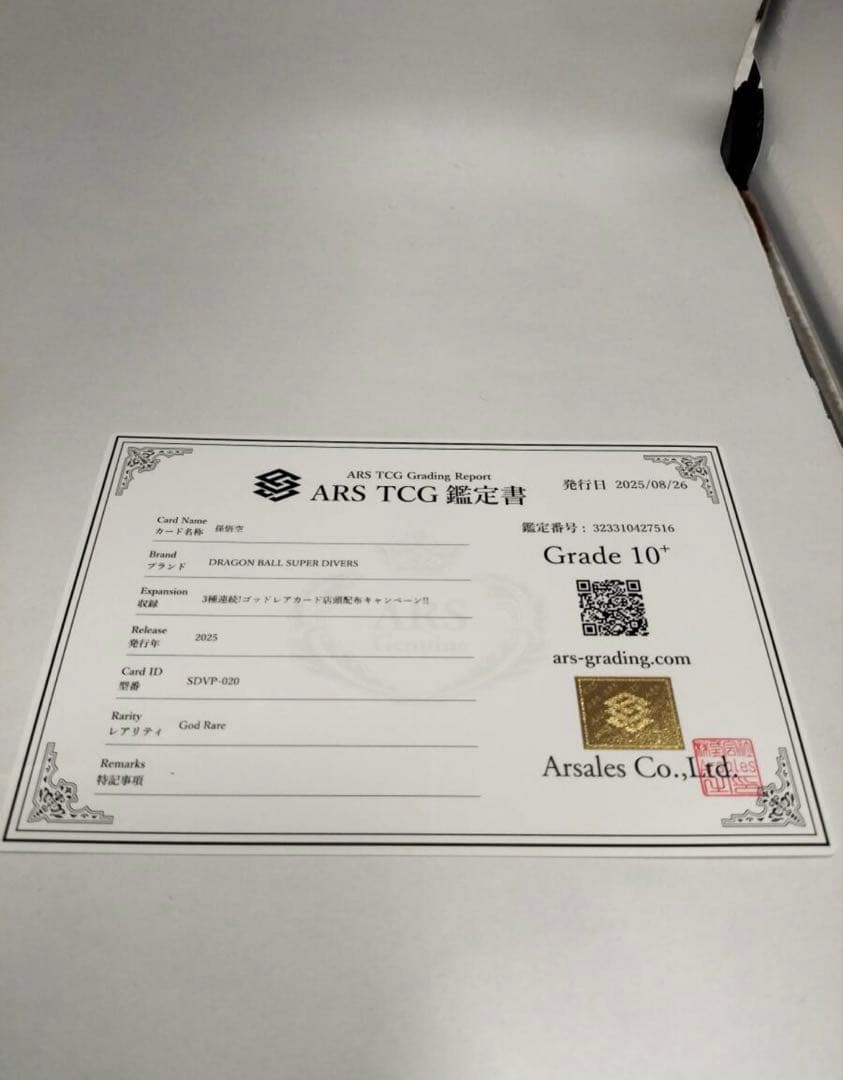 ARS TCG Grading Report
ARS TCG 鑑定書
発行日 2025/08/26
Card Name
カード名称 孫悟空
Brand
ブランド DRAGON BALL SUPER DIVERS
Expansion
収録 3種連続!ゴッドレアカード店頭配布キャンペーン!!
Release
発行年 2025
Card ID
型番 SDVP-020
Rarity
レアリティ God Rare
Remarks
特記事項 -
鑑定番号: 323310427516
Grade 10+
ars-grading.com
Arsales Co.,Ltd.
ARS
Genuine
Arsales